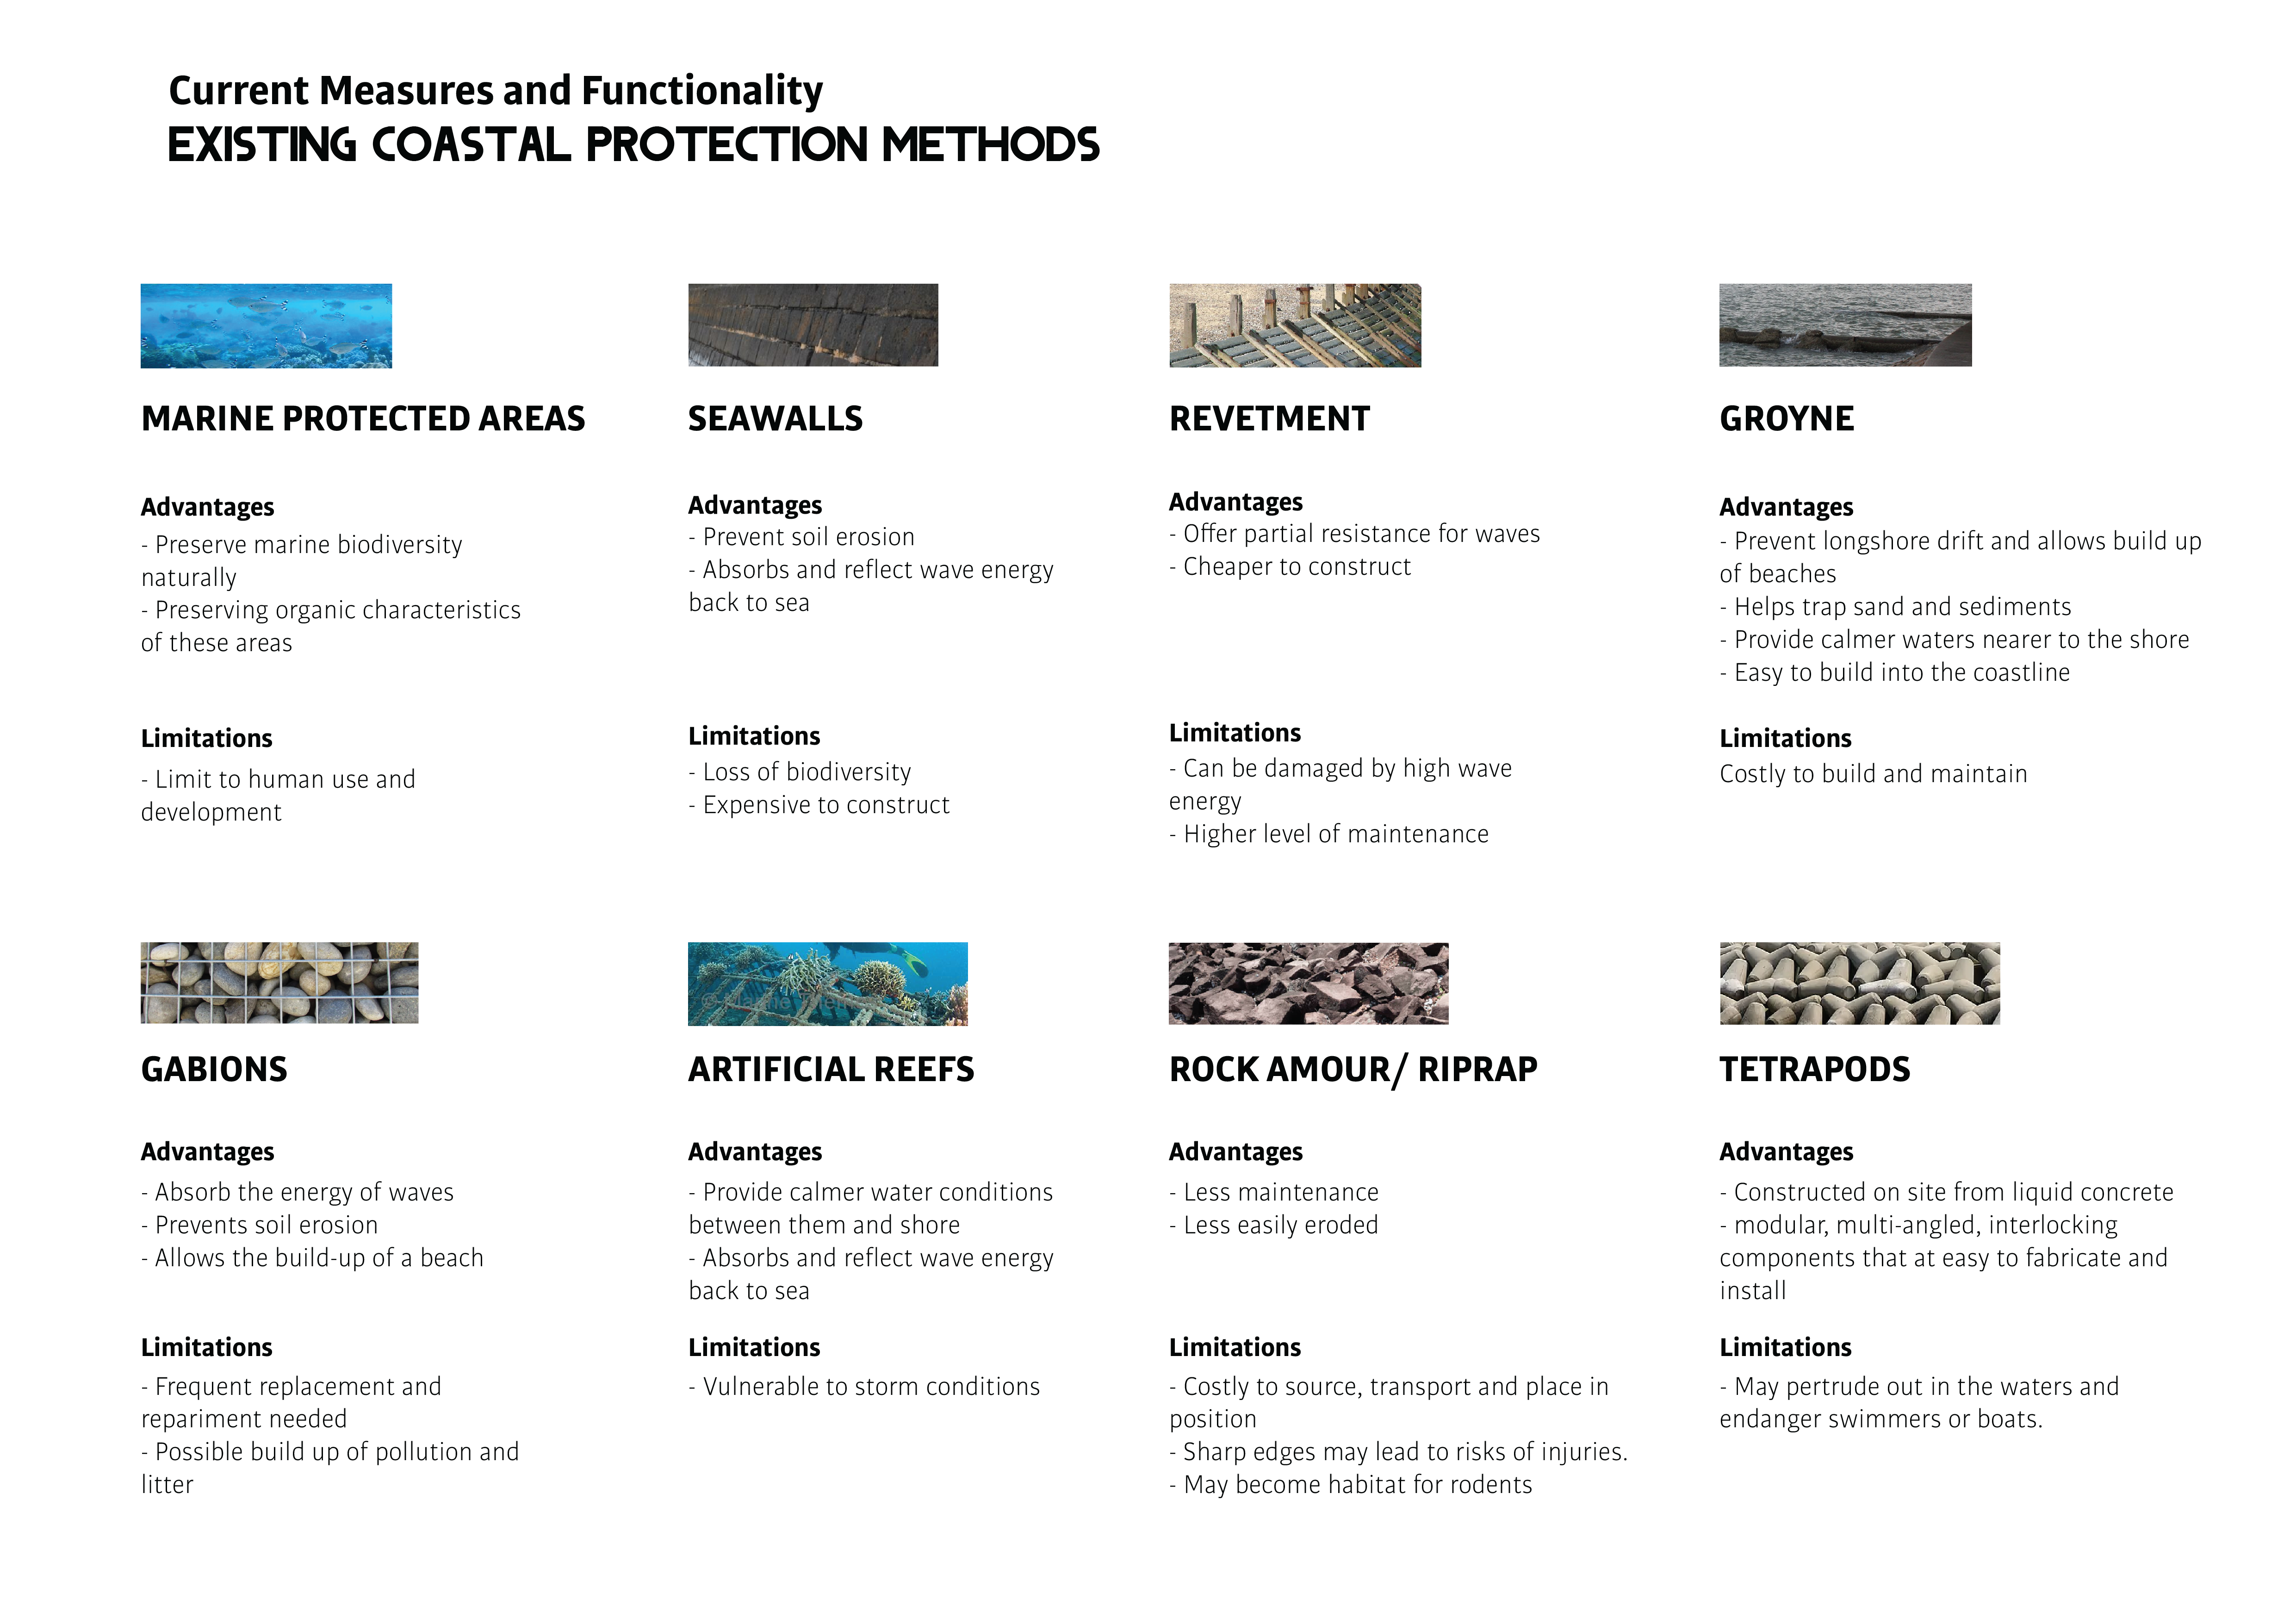 Current Measures and Functionality
EXISTING COASTAL PROTECTION METHODS
MARINE PROTECTED AREAS
Advantages
- Preserve marine biodiversity
naturally
- Preserving organic characteristics
of these areas
Limitations
- Limit to human use and
development
SEAWALLS
Advantages
- Prevent soil erosion
- Absorbs and reflect wave energy
back to sea
Limitations
- Loss of biodiversity
- Expensive to construct
REVETMENT
Advantages
- Offer partial resistance for waves
- Cheaper to construct
Limitations
- Can be damaged by high wave
energy
- Higher level of maintenance
GROYNE
Advantages
- Prevent longshore drift and allows build up
of beaches
- Helps trap sand and sediments
- Provide calmer waters nearer to the shore
- Easy to build into the coastline
Limitations
Costly to build and maintain
GABIONS
Advantages
- Absorb the energy of waves
- Prevents soil erosion
- Allows the build-up of a beach
Limitations
- Frequent replacement and
repariment needed
- Possible build up of pollution and
litter
ARTIFICIAL REEFS
Advantages
- Provide calmer water conditions
between them and shore
- Absorbs and reflect wave energy
back to sea
Limitations
- Vulnerable to storm conditions
ROCK AMOUR/ RIPRAP
Advantages
- Less maintenance
- Less easily eroded
Limitations
- Costly to source, transport and place in
position
- Sharp edges may lead to risks of injuries.
- May become habitat for rodents
TETRAPODS
Advantages
- Constructed on site from liquid concrete
- modular, multi-angled, interlocking
components that at easy to fabricate and
install
Limitations
- May pertrude out in the waters and
endanger swimmers or boats.